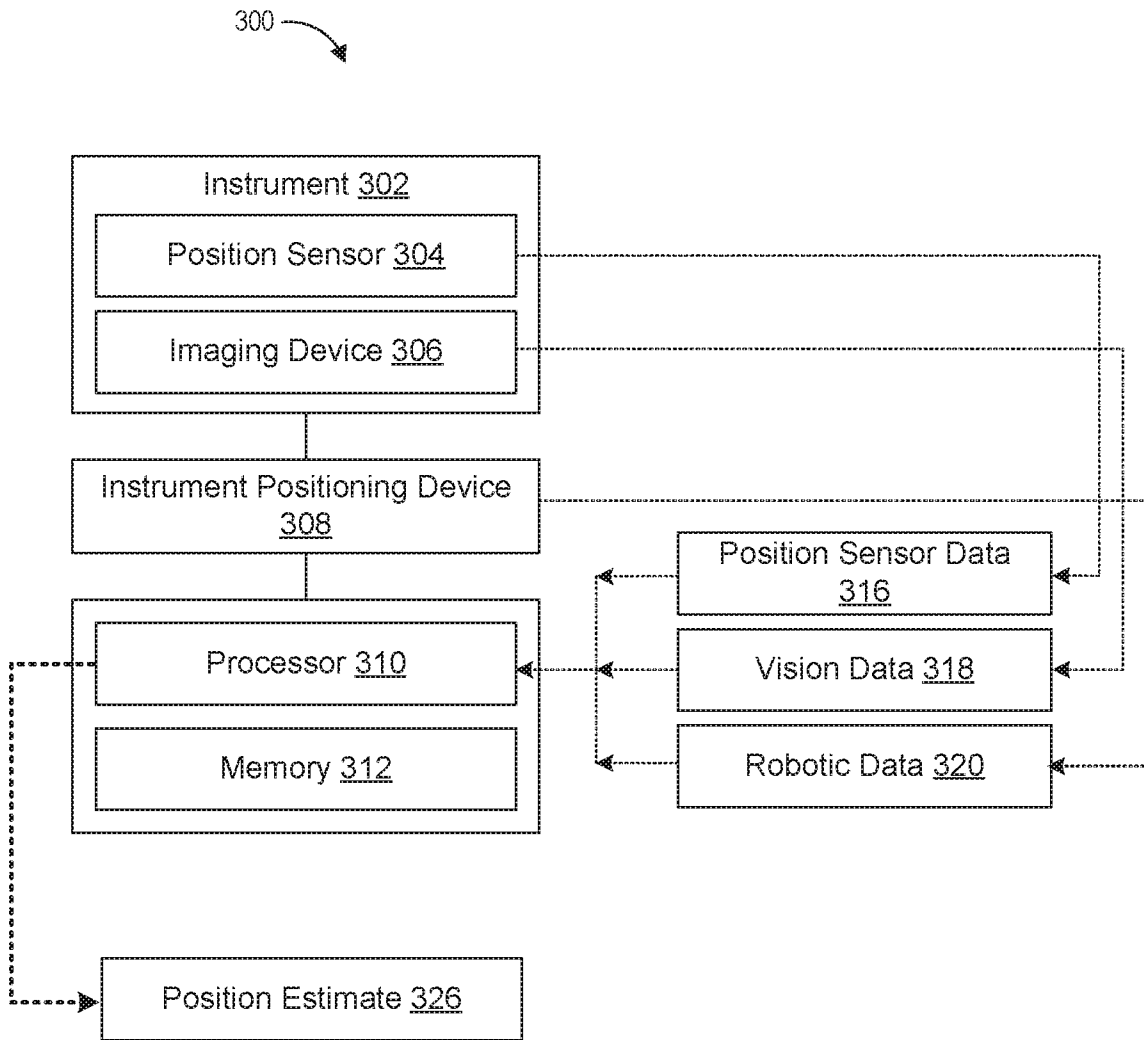 300
Instrument 302
Position Sensor 304
Imaging Device 306
Instrument Positioning Device
308
Position Sensor Data
316
Processor 310
Vision Data 318
Memory 312
Robotic Data 320
Position Estimate 326